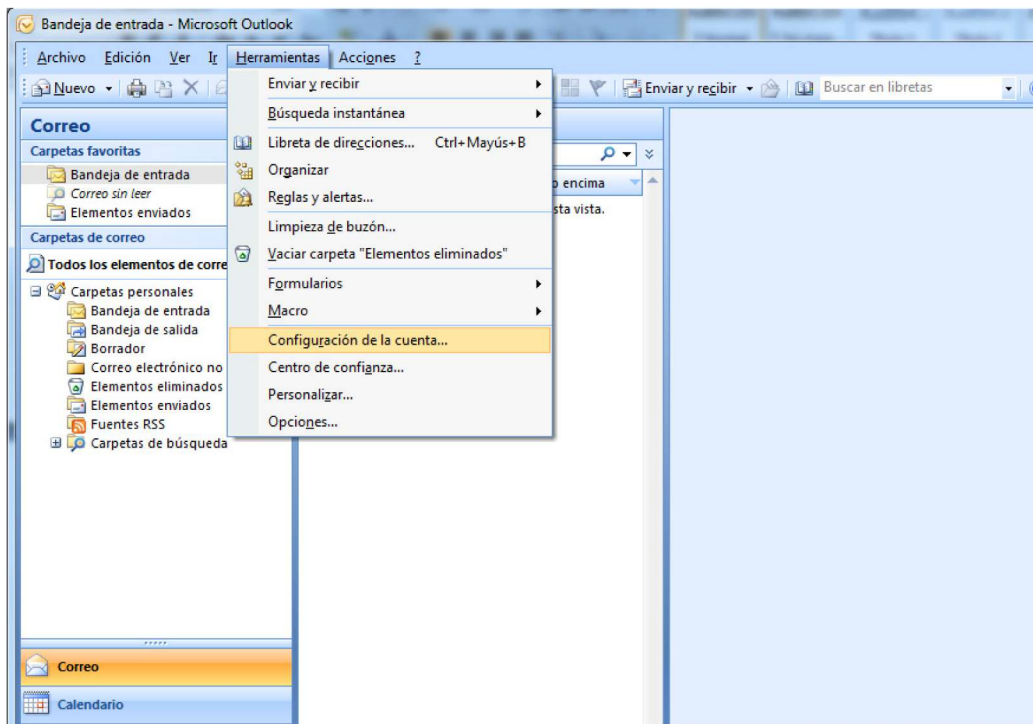 Bandeja de entrada - Microsoft Outlook
Archivo Edición Ver Ir Herramientas Acciones ?
Nuevo Enviar y recibir Buscar en libretas
Enviar y recibir
Búsqueda instantánea
Libreta de direcciones... Ctrl+Mayús+B
Organizar
Reglas y alertas...
Limpieza de buzón...
Vaciar carpeta "Elementos eliminados"
Formularios
Macro
Configuración de la cuenta...
Centro de confianza...
Personalizar...
Opciones...
Correo
Carpetas favoritas
Bandeja de entrada
Correo sin leer
Elementos enviados
Carpetas de correo
Todos los elementos de corre
Carpetas personales
Bandeja de entrada
Bandeja de salida
Borrador
Correo electrónico no
Elementos eliminados
Elementos enviados
Fuentes RSS
Carpetas de búsqueda
encima
sta vista.
Correo
Calendario